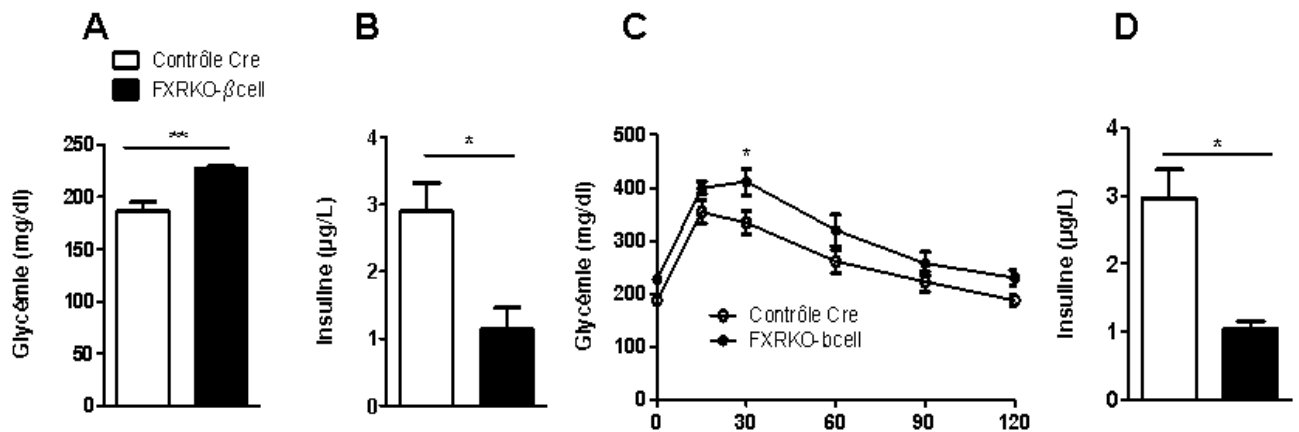 A
Contrôle Cre
FXRKO-βcell
**
Glycémie (mg/dl)
250
200
150
100
50
0
B
*
Insuline (µg/L)
4
3
2
1
0
C
*
Glycémie (mg/dl)
500
400
300
200
100
0
Contrôle Cre
FXRKO-bcell
0 30 60 90 120
D
*
Insuline (µg/L)
4
3
2
1
0